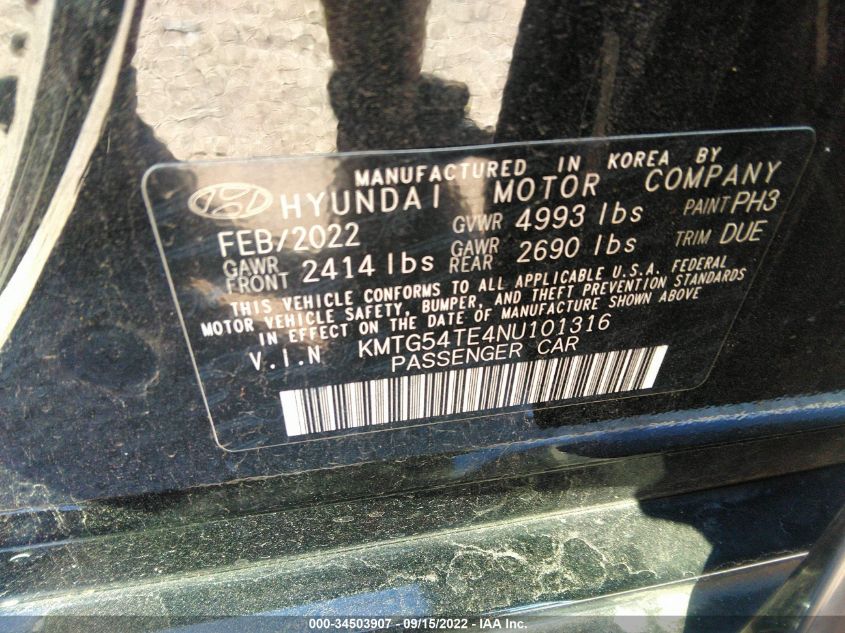 MANUFACTURED IN KOREA BY
HYUNDAI MOTOR COMPANY
FEB/2022 GVWR 4993 lbs PAINT PH3
GAWR FRONT 2414 lbs GAWR REAR 2690 lbs TRIM DUE
THIS VEHICLE CONFORMS TO ALL APPLICABLE U.S.A. FEDERAL
MOTOR VEHICLE SAFETY, BUMPER, AND THEFT PREVENTION STANDARDS
IN EFFECT ON THE DATE OF MANUFACTURE SHOWN ABOVE
V.I.N KMTG54TE4NU101316
PASSENGER CAR
000-34503907 - 09/15/2022 - IAA Inc.